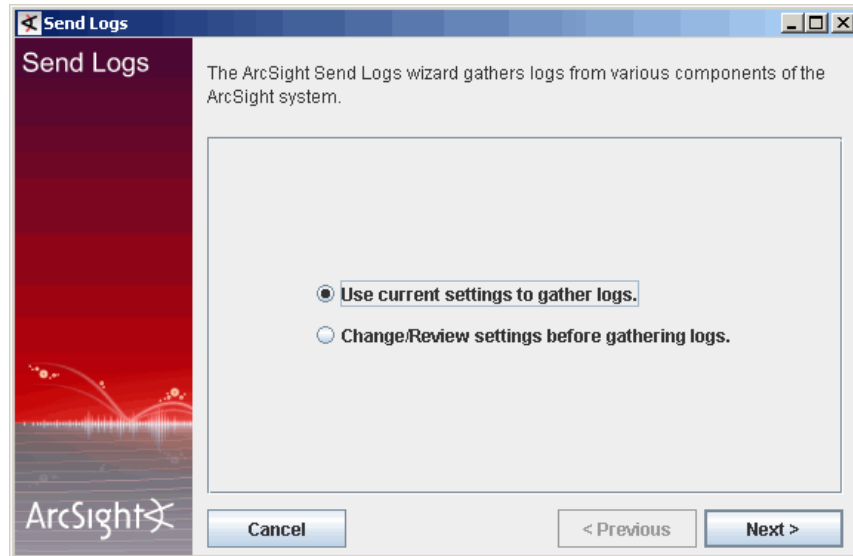 Send Logs
Send Logs
The ArcSight Send Logs wizard gathers logs from various components of the
ArcSight system.
Use current settings to gather logs.
Change/Review settings before gathering logs.
ArcSight
Cancel
< Previous
Next >